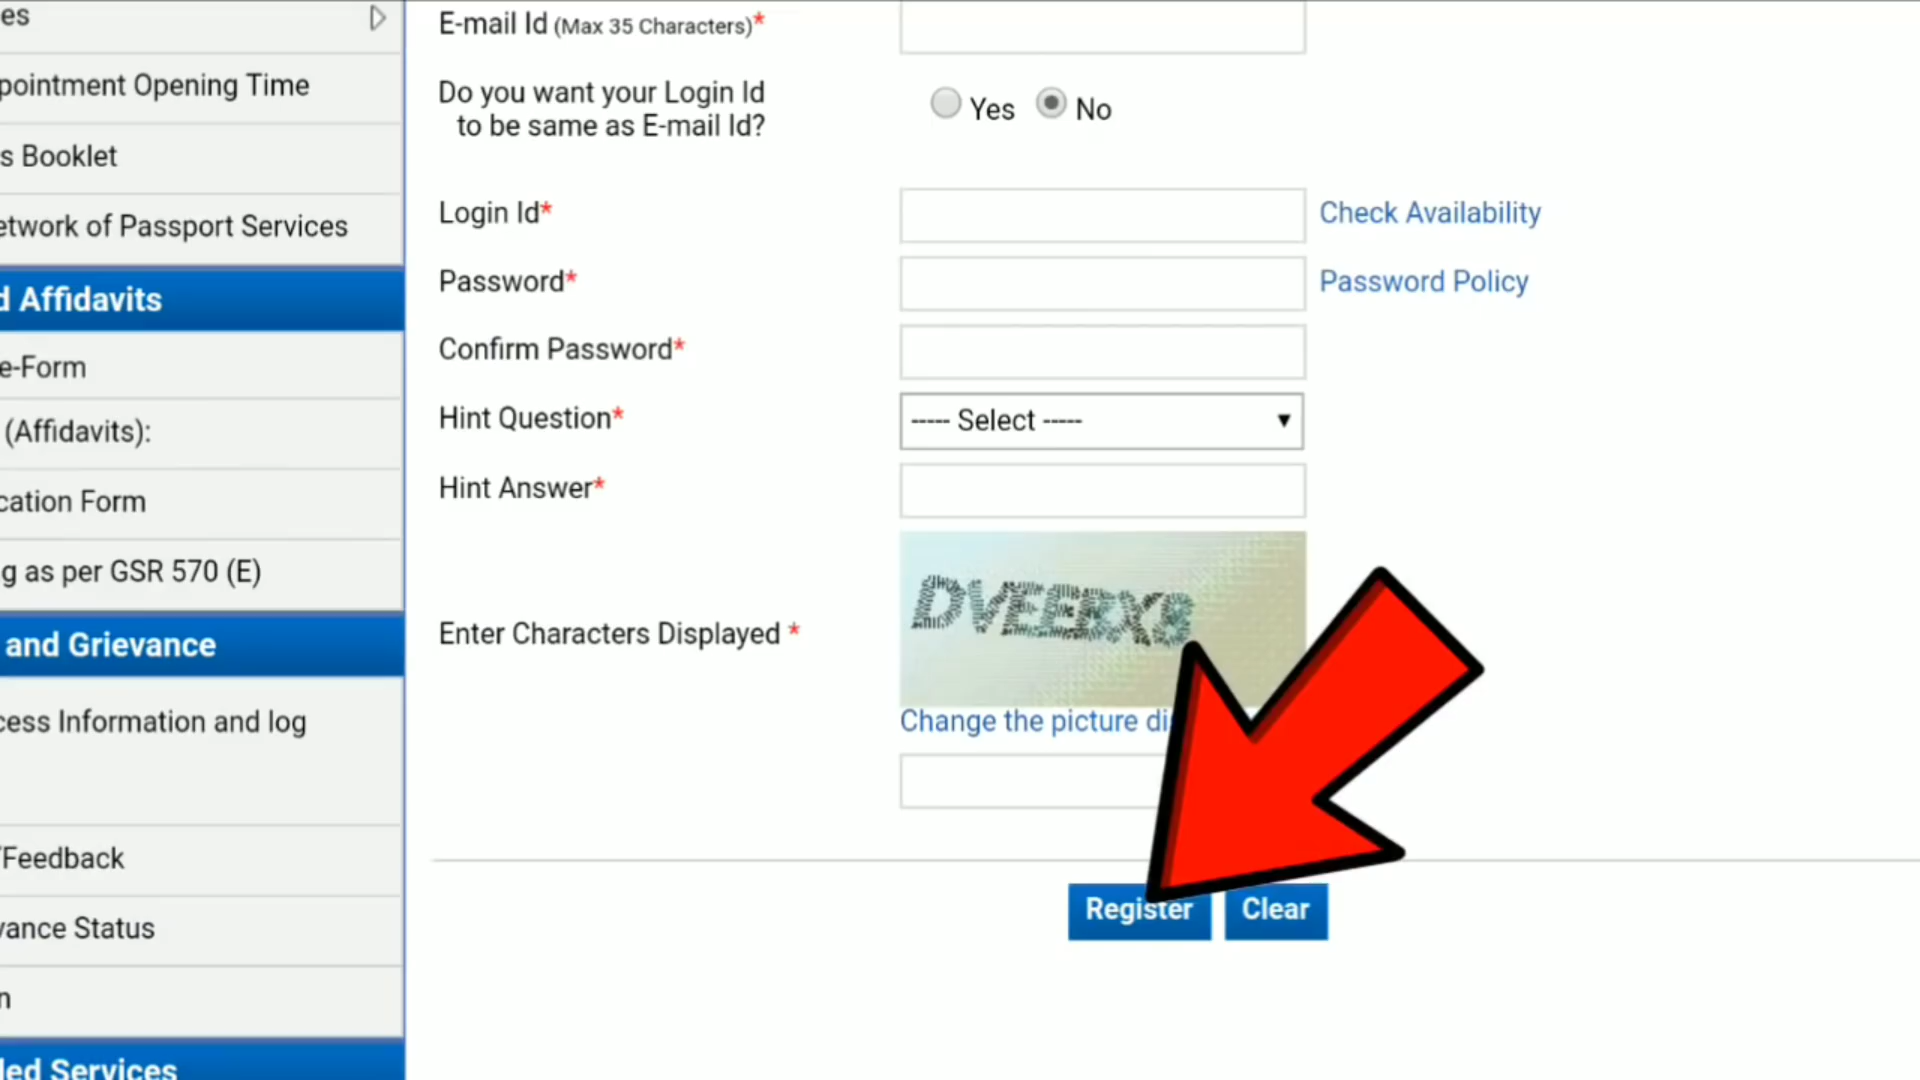 es
pointment Opening Time
s Booklet
etwork of Passport Services
d Affidavits
e-Form
(Affidavits):
cation Form
g as per GSR 570 (E)
and Grievance
cess Information and log
/Feedback
vance Status
n
led Services
E-mail Id (Max 35 Characters)*
Do you want your Login Id
to be same as E-mail Id?
Yes No
Login Id* Check Availability
Password* Password Policy
Confirm Password*
Hint Question* ----- Select -----
Hint Answer*
DVEEBX8
Enter Characters Displayed *
Change the picture di
Register Clear